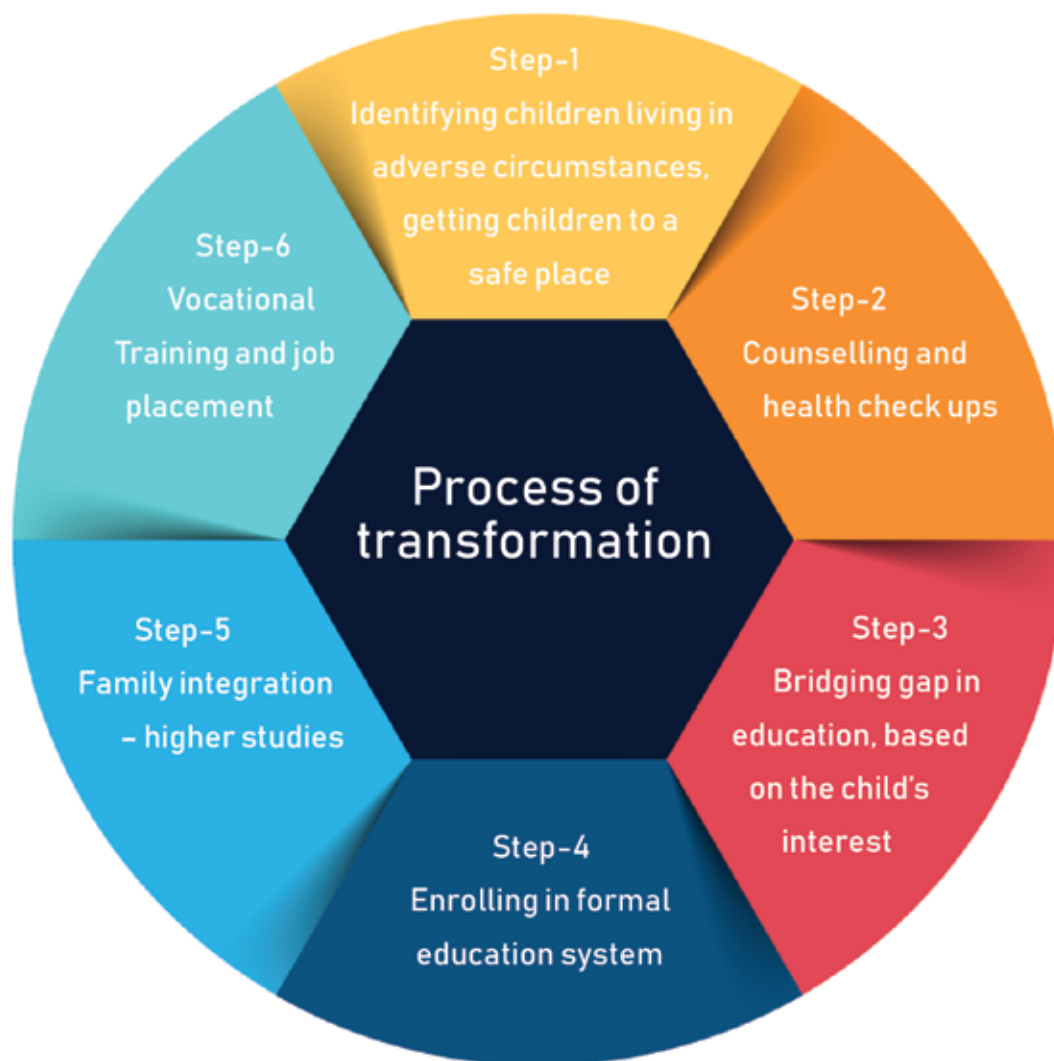 Step-1
Identifying children living in
adverse circumstances,
getting children to a
safe place
Step-2
Counselling and
health check ups
Step-3
Bridging gap in
education, based
on the child's
interest
Step-4
Enrolling in formal
education system
Step-5
Family integration
– higher studies
Step-6
Vocational
Training and job
placement
Process of
transformation